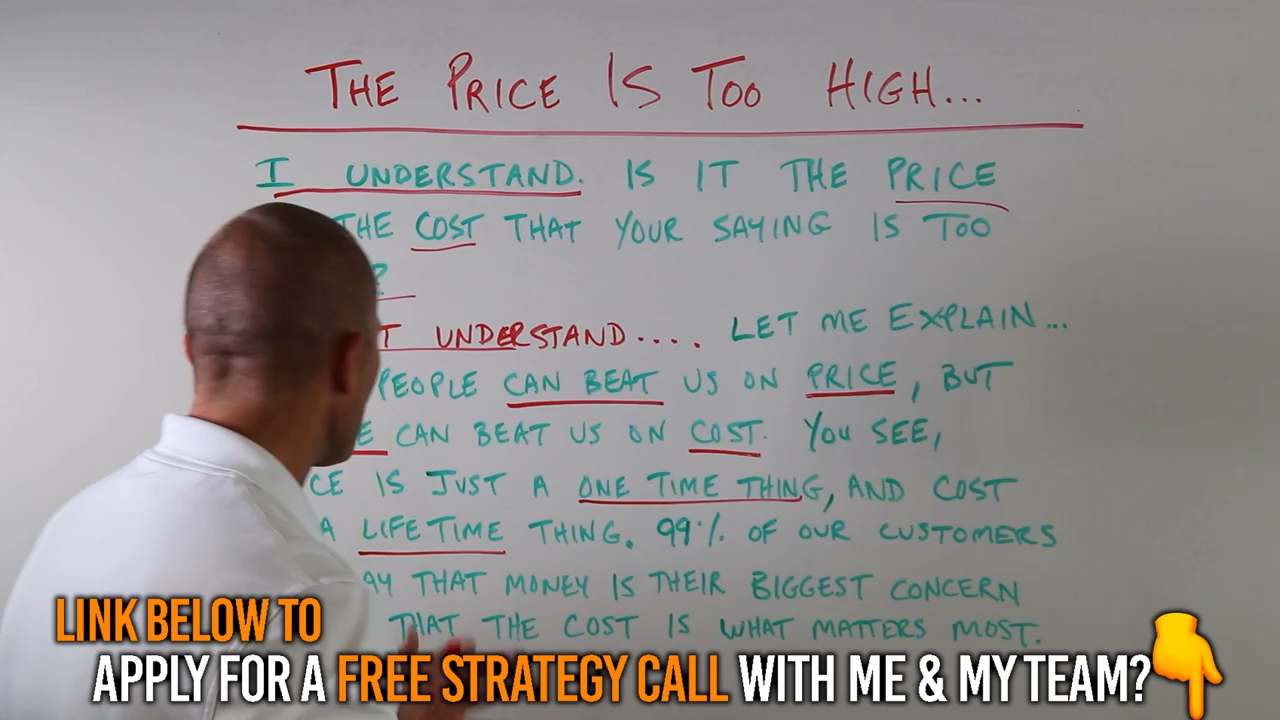 THE PRICE IS TOO HIGH...
I UNDERSTAND. IS IT THE PRICE
THE COST THAT YOUR SAYING IS TOO
?
T UNDERSTAND.... LET ME EXPLAIN...
PEOPLE CAN BEAT US ON PRICE, BUT
E CAN BEAT US ON COST. YOU SEE,
CE IS JUST A ONE TIME THING, AND COST
A LIFETIME THING. 99% OF OUR CUSTOMERS
AY THAT MONEY IS THEIR BIGGEST CONCERN
THAT THE COST IS WHAT MATTERS MOST.
LINK BELOW TO
APPLY FOR A FREE STRATEGY CALL WITH ME & MY TEAM?